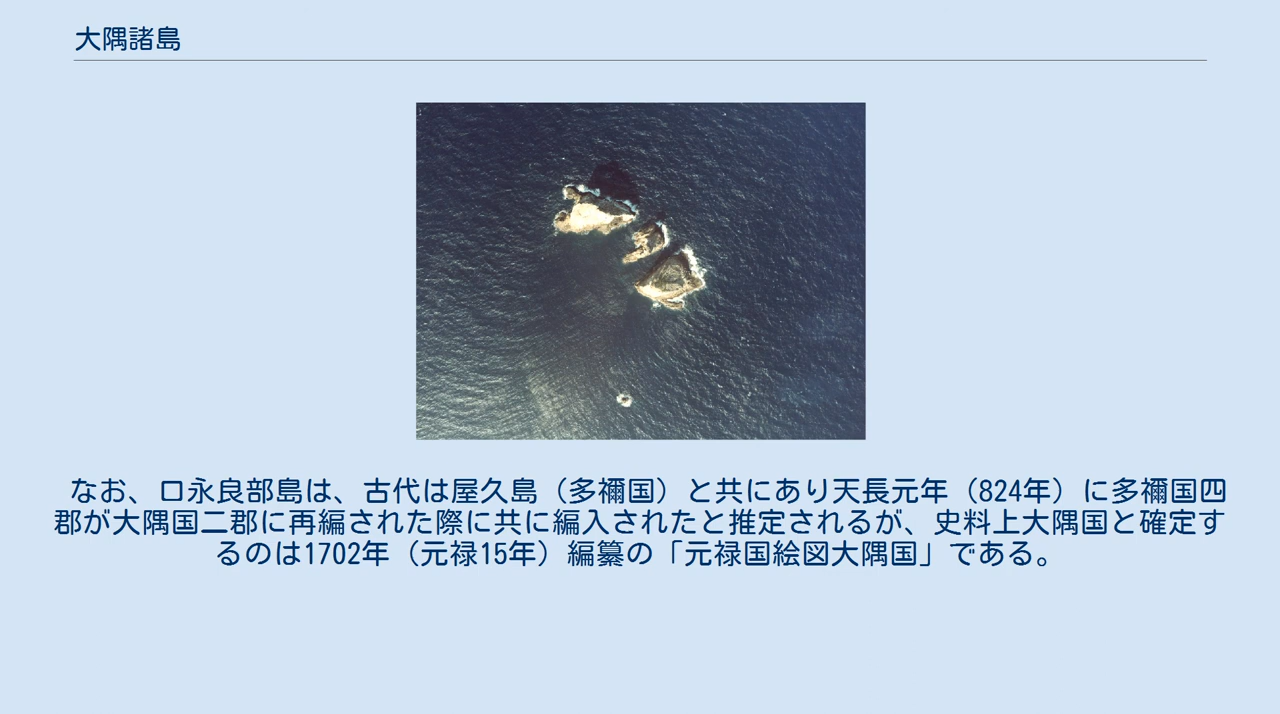 大隅諸島
なお、口永良部島は、古代は屋久島（多禰国）と共にあり天長元年（824年）に多禰国四
郡が大隅国二郡に再編された際に共に編入されたと推定されるが、史料上大隅国と確定す
るのは1702年（元禄15年）編纂の「元禄国絵図大隅国」である。